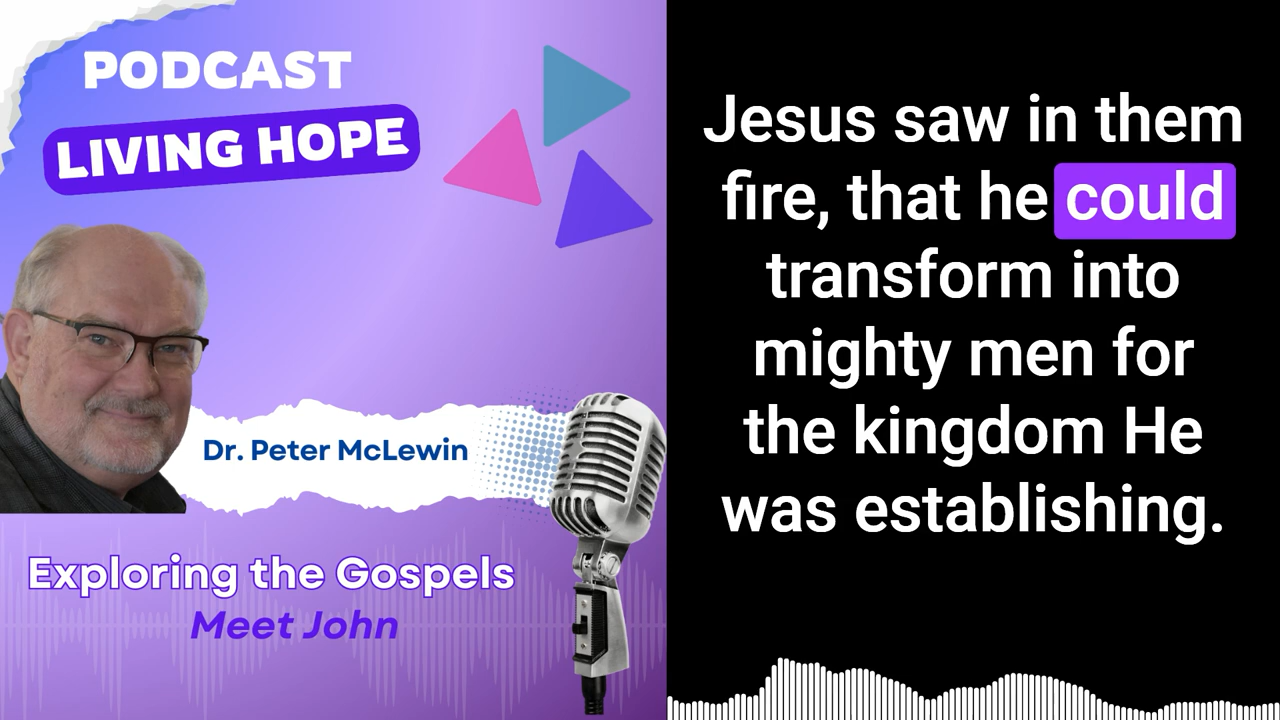 PODCAST
LIVING HOPE
Dr. Peter McLewin
Exploring the Gospels
Meet John
Jesus saw in them
fire, that he could
transform into
mighty men for
the kingdom He
was establishing.